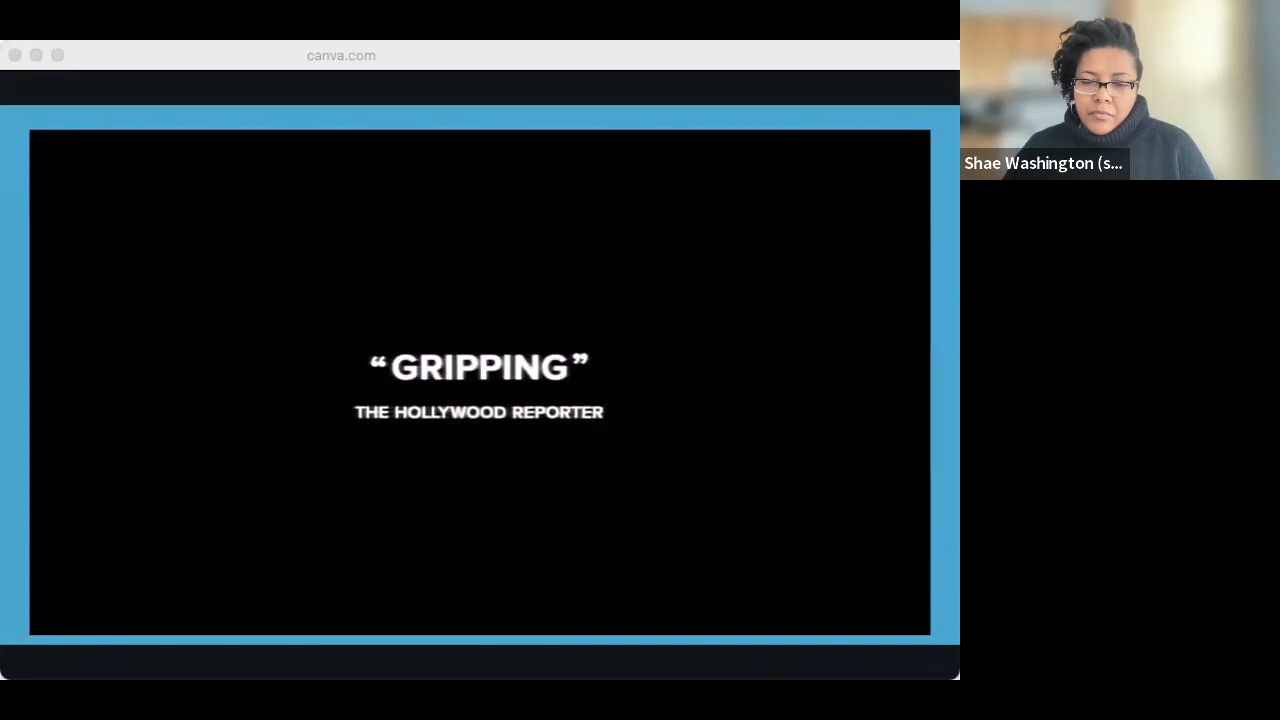 canva.com
“GRIPPING”
THE HOLLYWOOD REPORTER
Shae Washington (s...